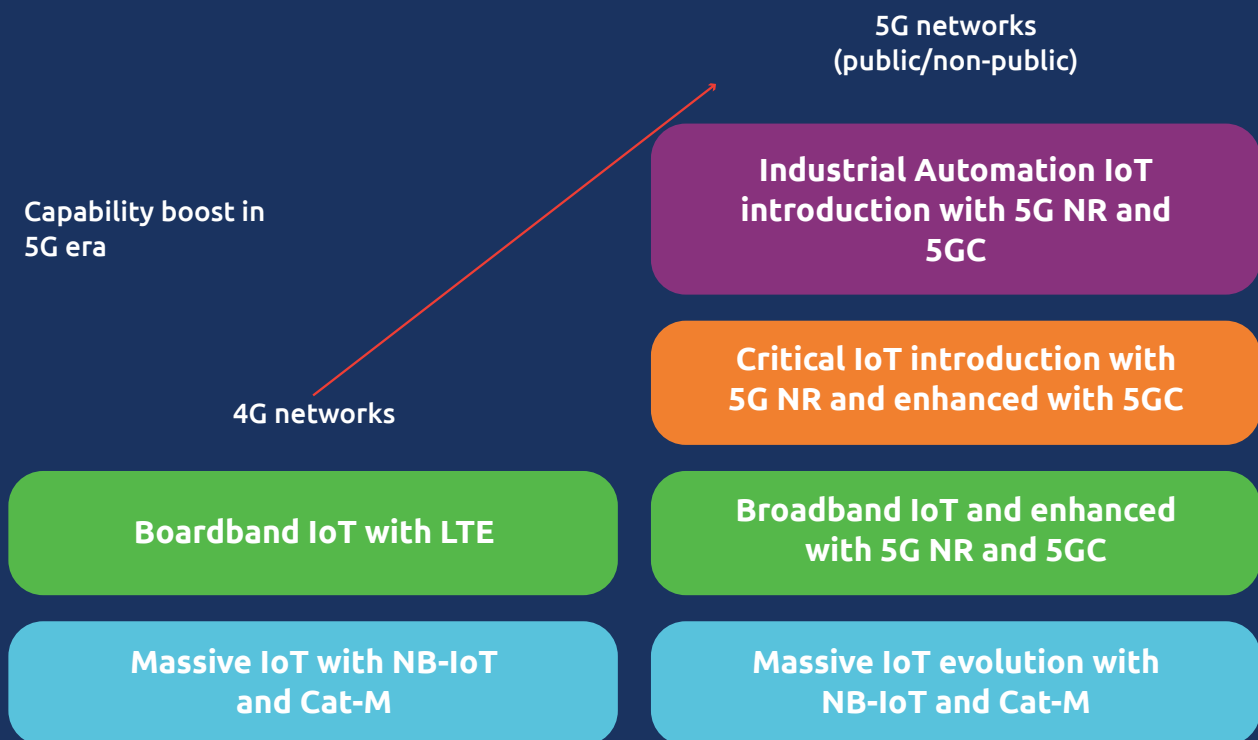 5G networks
(public/non-public)
Industrial Automation IoT
introduction with 5G NR and
5GC
Capability boost in
5G era
Critical IoT introduction with
5G NR and enhanced with 5GC
4G networks
Boardband IoT with LTE
Broadband IoT and enhanced
with 5G NR and 5GC
Massive IoT with NB-IoT
and Cat-M
Massive IoT evolution with
NB-IoT and Cat-M